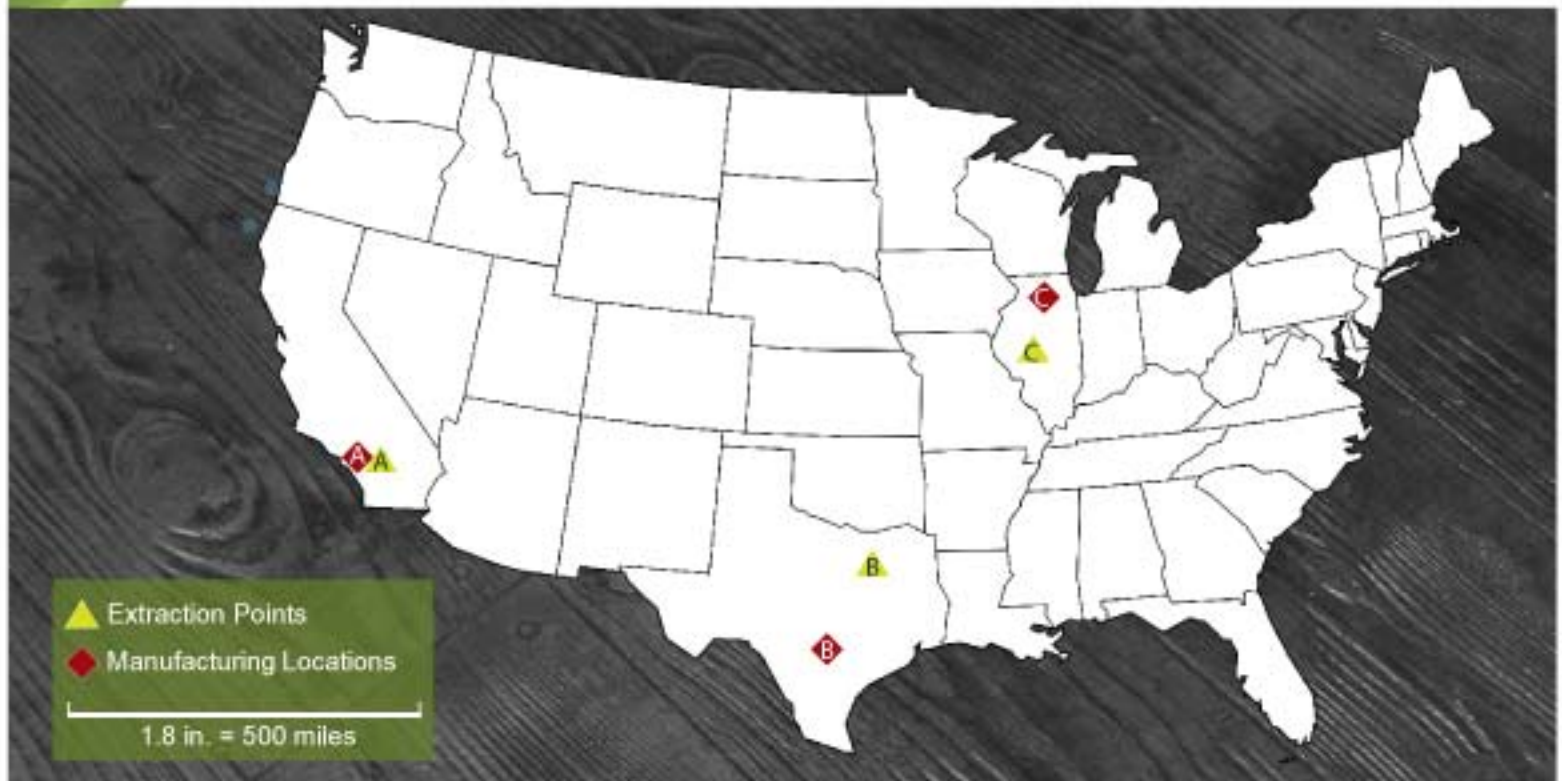 C
C
A A
B
B
Extraction Points
Manufacturing Locations
1.8 in. = 500 miles